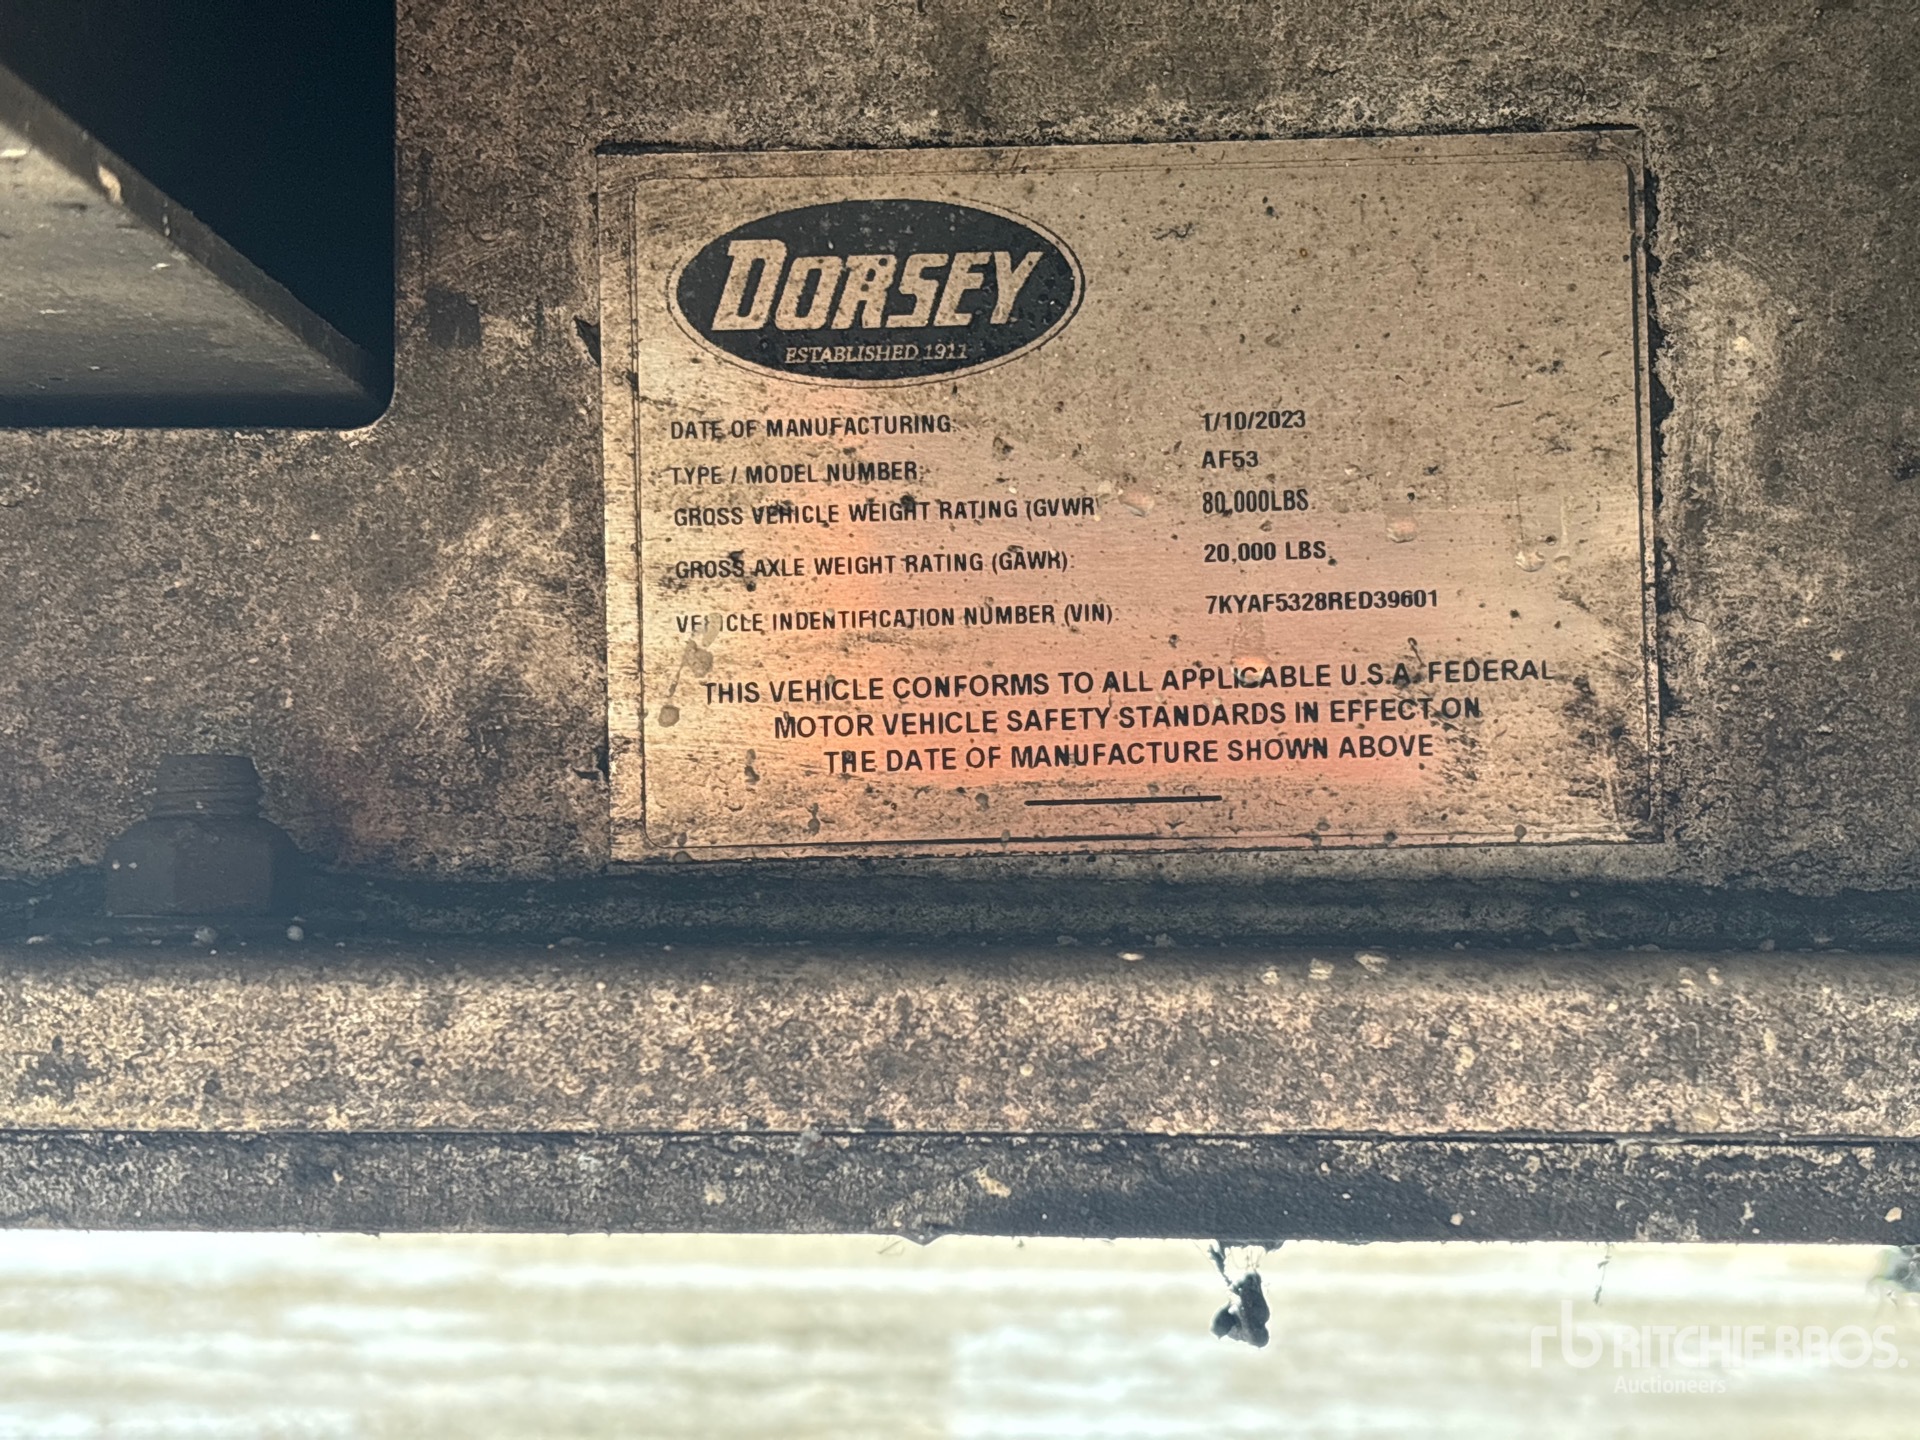 DORSEY
ESTABLISHED 1911
DATE OF MANUFACTURING: 1/10/2023
TYPE / MODEL NUMBER: AF53
GROSS VEHICLE WEIGHT RATING (GVWR) 80,000LBS
GROSS AXLE WEIGHT RATING (GAWR): 20,000 LBS.
VEHICLE INDENTIFICATION NUMBER (VIN): 7KYAF5328RED39601
THIS VEHICLE CONFORMS TO ALL APPLICABLE U.S.A. FEDERAL
MOTOR VEHICLE SAFETY STANDARDS IN EFFECT ON
THE DATE OF MANUFACTURE SHOWN ABOVE
rb RITCHIE BROS.
Auctioneers